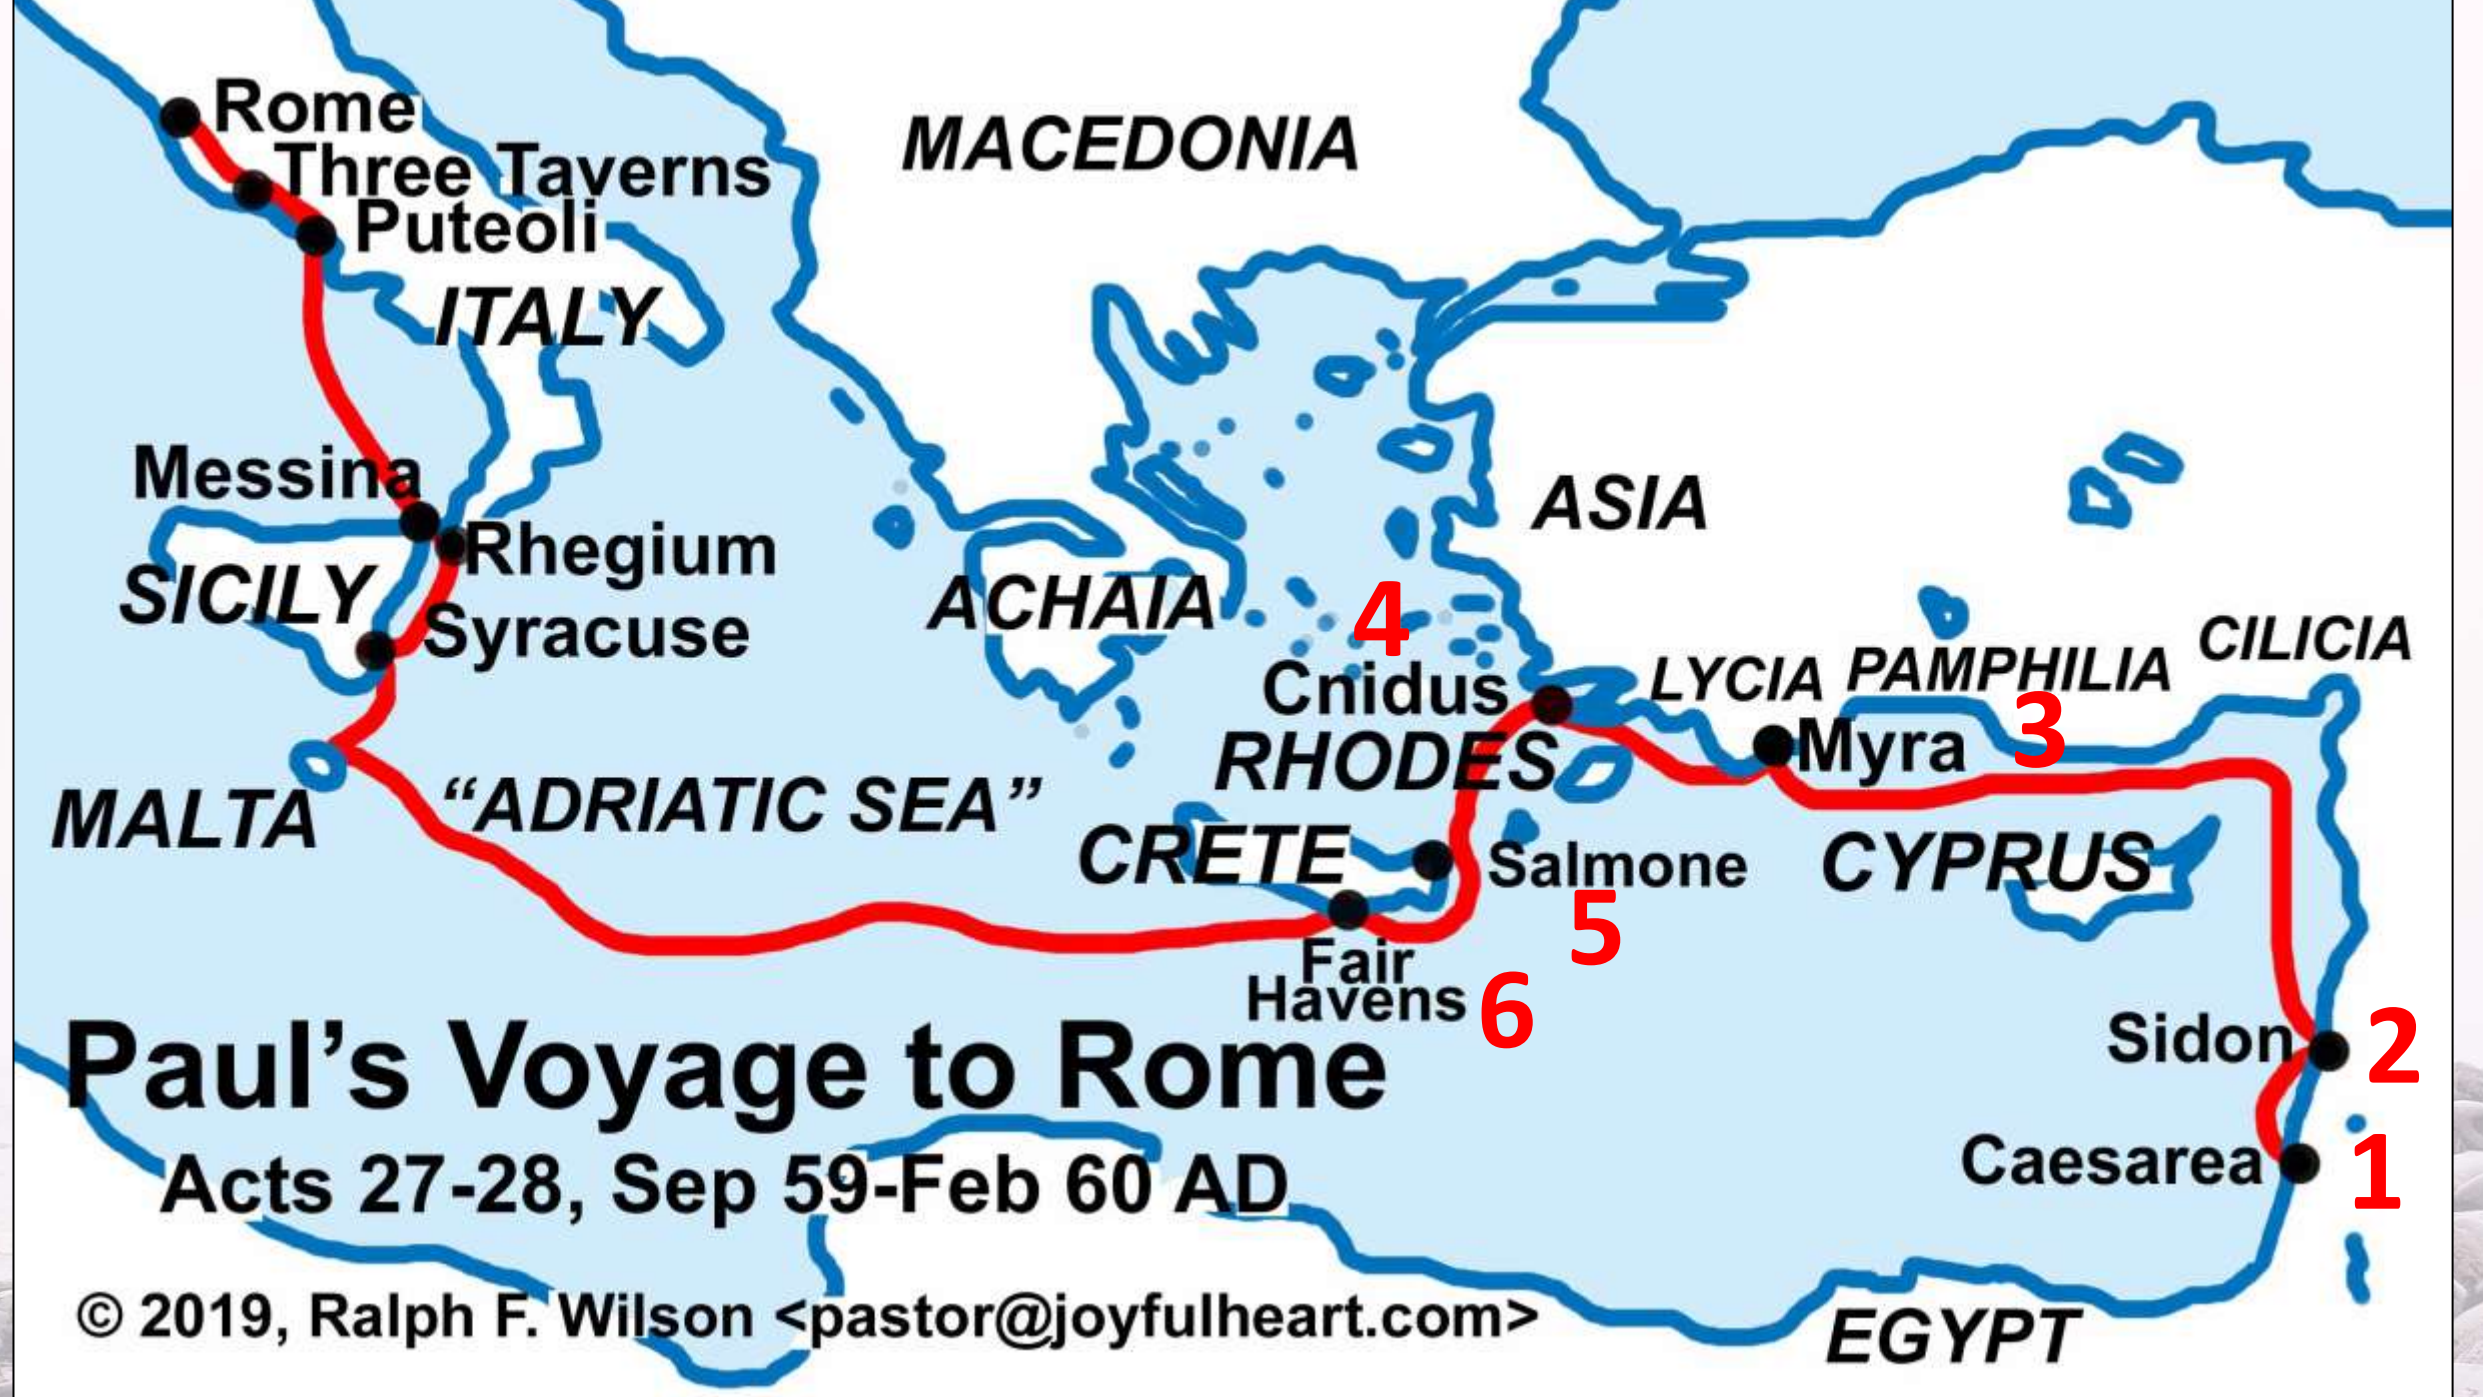 Rome
MACEDONIA
Three Taverns
Puteoli
ITALY
Messina
ASIA
Rhegium
SICILY
ACHAIA
4
Syracuse
CILICIA
LYCIA PAMPHILIA
Cnidus
3
Myra
RHODES
MALTA
“ADRIATIC SEA”
CRETE
Salmone
CYPRUS
5
Fair
Havens
6
Sidon 2
Paul’s Voyage to Rome
Caesarea 1
Acts 27-28, Sep 59-Feb 60 AD
© 2019, Ralph F. Wilson <pastor@joyfulheart.com>
EGYPT